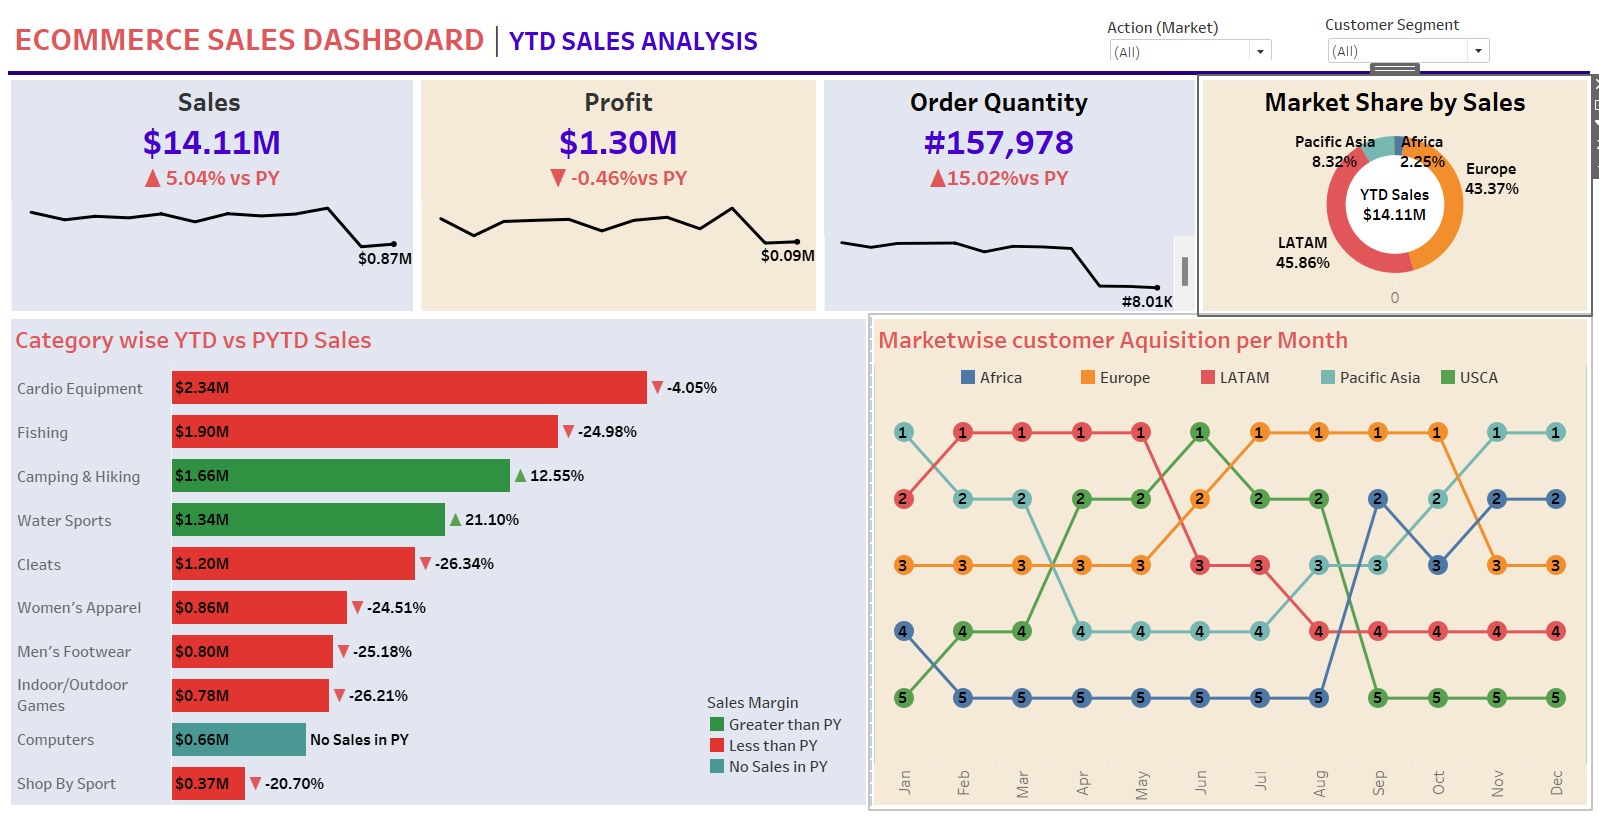 ECOMMERCE SALES DASHBOARD | YTD SALES ANALYSIS
Action (Market)
(All)
Customer Segment
(All)
Sales
$14.11M
▲ 5.04% vs PY
$0.87M
Profit
$1.30M
▼ -0.46%vs PY
$0.09M
Order Quantity
#157,978
▲15.02%vs PY
#8.01K
Market Share by Sales
Pacific Asia
8.32%
Africa
2.25%
Europe
43.37%
YTD Sales
$14.11M
LATAM
45.86%
0
Category wise YTD vs PYTD Sales
Cardio Equipment $2.34M ▼ -4.05%
Fishing $1.90M ▼ -24.98%
Camping & Hiking $1.66M ▲ 12.55%
Water Sports $1.34M ▲ 21.10%
Cleats $1.20M ▼ -26.34%
Women's Apparel $0.86M ▼ -24.51%
Men's Footwear $0.80M ▼ -25.18%
Indoor/Outdoor
Games $0.78M ▼ -26.21%
Computers $0.66M No Sales in PY
Shop By Sport $0.37M ▼ -20.70%
Sales Margin
Greater than PY
Less than PY
No Sales in PY
Marketwise customer Aquisition per Month
Africa Europe LATAM Pacific Asia USCA
1 1 1 1 1 1 1 1 1 1 1 1
2 2 2 2 2 2 2 2 2 2 2 2
3 3 3 3 3 3 3 3 3 3 3 3
4 4 4 4 4 4 4 4 4 4 4 4
5 5 5 5 5 5 5 5 5 5 5 5
Jan Feb Mar Apr May Jun Jul Aug Sep Oct Nov Dec